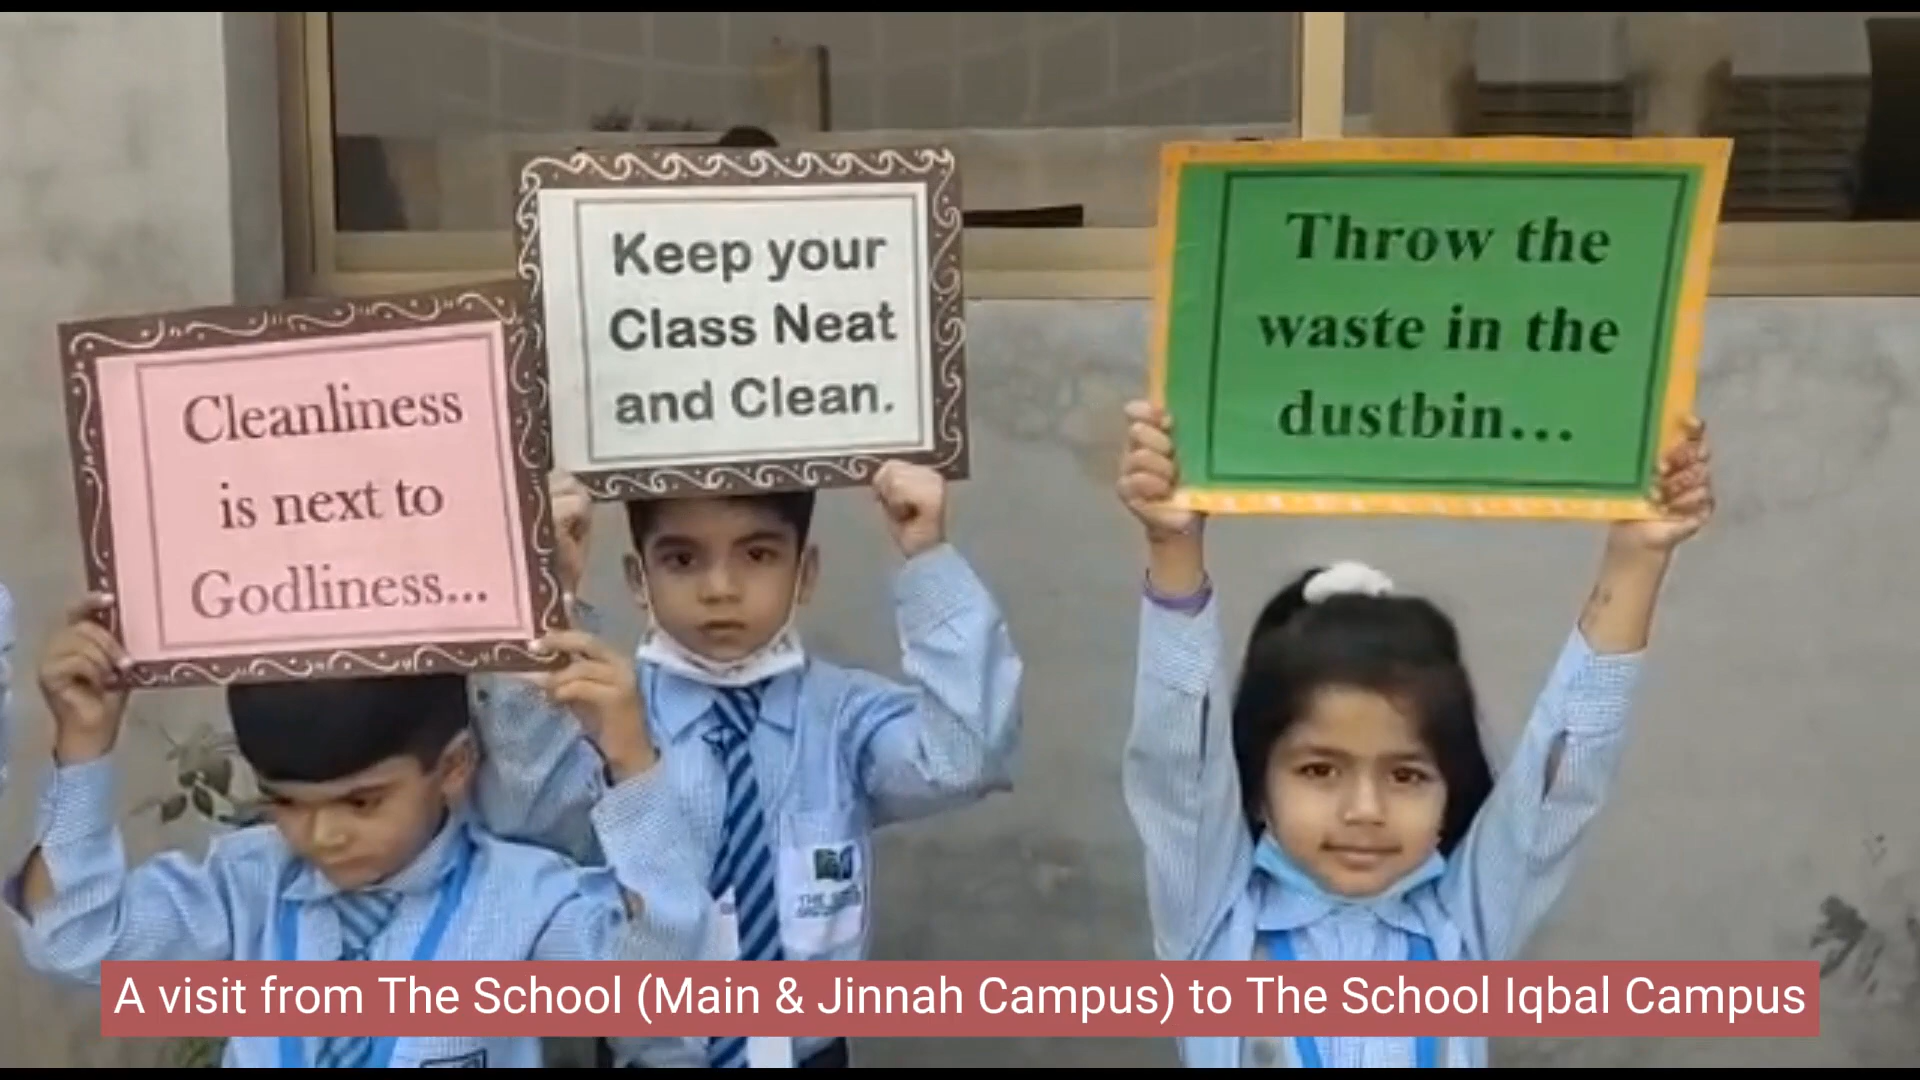 Cleanliness
is next to
Godliness...
Keep your
Class Neat
and Clean.
Throw the
waste in the
dustbin...
THE
A visit from The School (Main & Jinnah Campus) to The School Iqbal Campus